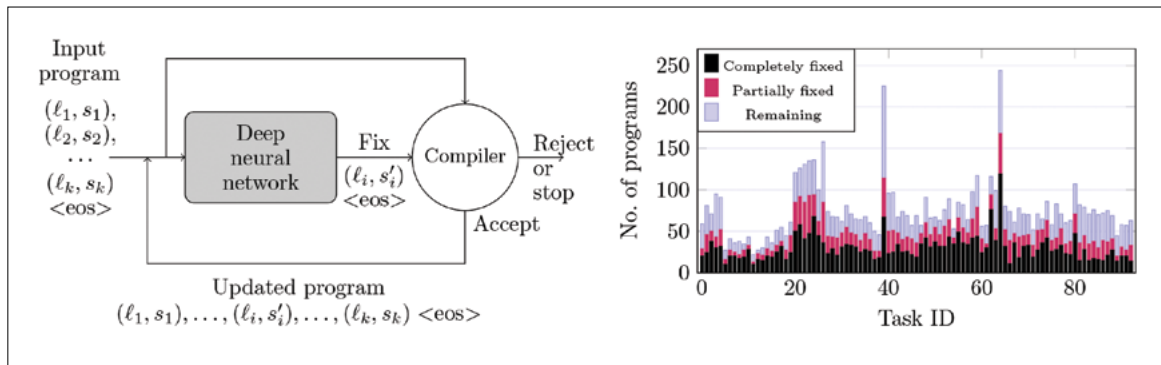 Input
program
(ℓ₁, s₁),
(ℓ₂, s₂),
...
(ℓₖ, sₖ)
<eos>
Deep
neural
network
Fix
(ℓᵢ, s′ᵢ)
<eos>
Compiler
Reject
or
stop
Accept
Updated program
(ℓ₁, s₁), . . . , (ℓᵢ, s′ᵢ), . . . , (ℓₖ, sₖ) <eos>
No. of programs
250
200
150
100
50
0
Completely fixed
Partially fixed
Remaining
0 20 40 60 80
Task ID